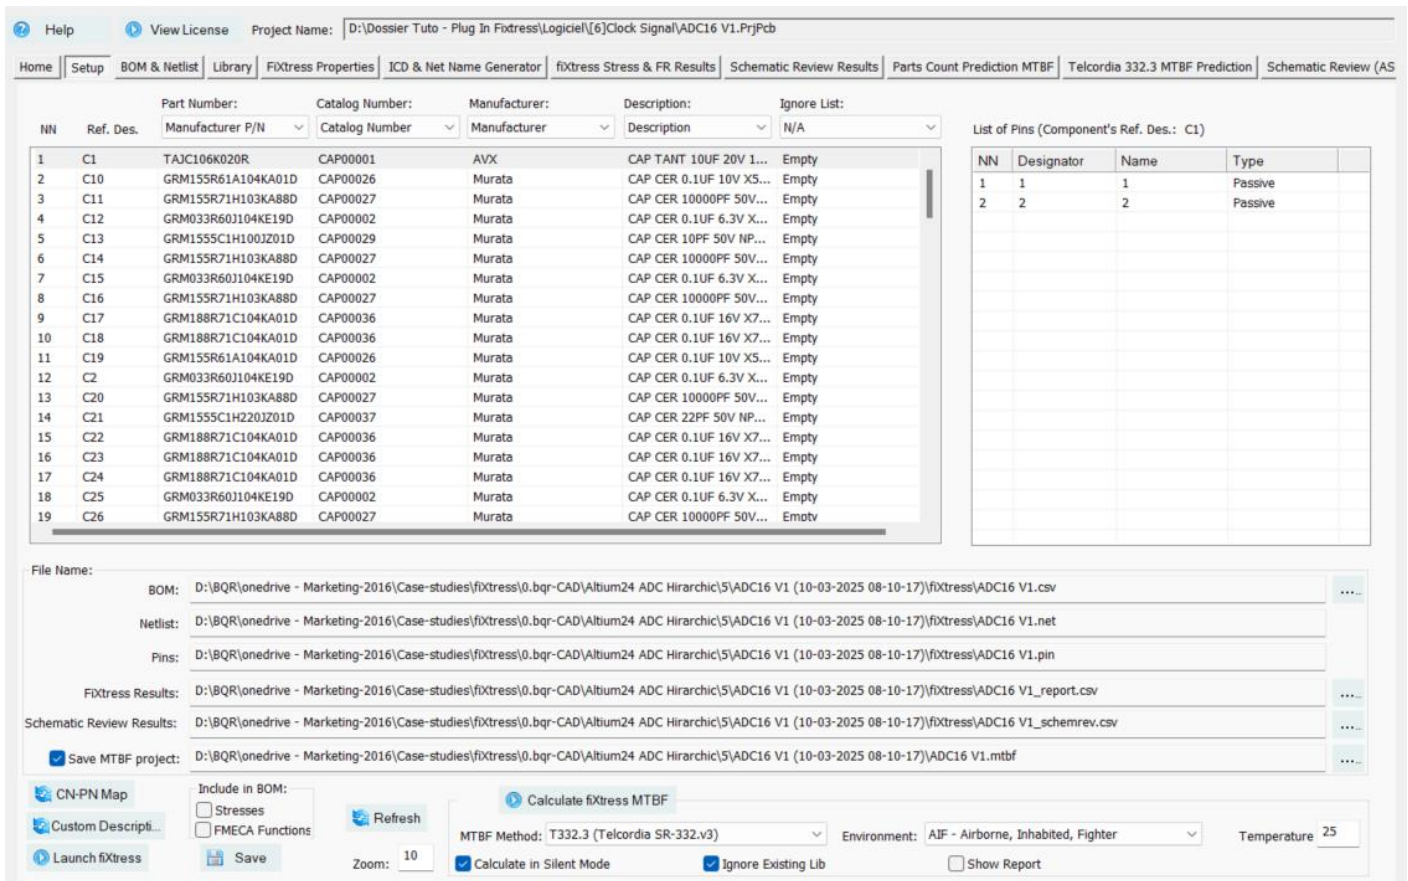 Help View License Project Name: D:\Dossier Tuto - Plug In Fixtress\Logiciel\[6]Clock Signal\ADC16 V1.PrjPcb
Home Setup BOM & Netlist Library FiXtress Properties ICD & Net Name Generator fiXtress Stress & FR Results Schematic Review Results Parts Count Prediction MTBF Telcordia 332.3 MTBF Prediction Schematic Review (AS
Part Number: Catalog Number: Manufacturer: Description: Ignore List:
NN Ref. Des. Manufacturer P/N Catalog Number Manufacturer Description N/A
1 C1 TAJC106K020R CAP00001 AVX CAP TANT 10UF 20V 1... Empty
2 C10 GRM155R61A104KA01D CAP00026 Murata CAP CER 0.1UF 10V X5... Empty
3 C11 GRM155R71H103KA88D CAP00027 Murata CAP CER 10000PF 50V... Empty
4 C12 GRM033R60J104KE19D CAP00002 Murata CAP CER 0.1UF 6.3V X... Empty
5 C13 GRM1555C1H100JZ01D CAP00029 Murata CAP CER 10PF 50V NP... Empty
6 C14 GRM155R71H103KA88D CAP00027 Murata CAP CER 10000PF 50V... Empty
7 C15 GRM033R60J104KE19D CAP00002 Murata CAP CER 0.1UF 6.3V X... Empty
8 C16 GRM155R71H103KA88D CAP00027 Murata CAP CER 10000PF 50V... Empty
9 C17 GRM188R71C104KA01D CAP00036 Murata CAP CER 0.1UF 16V X7... Empty
10 C18 GRM188R71C104KA01D CAP00036 Murata CAP CER 0.1UF 16V X7... Empty
11 C19 GRM155R61A104KA01D CAP00026 Murata CAP CER 0.1UF 10V X5... Empty
12 C2 GRM033R60J104KE19D CAP00002 Murata CAP CER 0.1UF 6.3V X... Empty
13 C20 GRM155R71H103KA88D CAP00027 Murata CAP CER 10000PF 50V... Empty
14 C21 GRM1555C1H220JZ01D CAP00037 Murata CAP CER 22PF 50V NP... Empty
15 C22 GRM188R71C104KA01D CAP00036 Murata CAP CER 0.1UF 16V X7... Empty
16 C23 GRM188R71C104KA01D CAP00036 Murata CAP CER 0.1UF 16V X7... Empty
17 C24 GRM188R71C104KA01D CAP00036 Murata CAP CER 0.1UF 16V X7... Empty
18 C25 GRM033R60J104KE19D CAP00002 Murata CAP CER 0.1UF 6.3V X... Empty
19 C26 GRM155R71H103KA88D CAP00027 Murata CAP CER 10000PF 50V... Empty
List of Pins (Component's Ref. Des.: C1)
NN Designator Name Type
1 1 1 Passive
2 2 2 Passive
File Name:
BOM: D:\BQR\onedrive - Marketing-2016\Case-studies\fiXtress\0.bqr-CAD\Altium24 ADC Hirarchic\5\ADC16 V1 (10-03-2025 08-10-17)\fiXtress\ADC16 V1.csv ....
Netlist: D:\BQR\onedrive - Marketing-2016\Case-studies\fiXtress\0.bqr-CAD\Altium24 ADC Hirarchic\5\ADC16 V1 (10-03-2025 08-10-17)\fiXtress\ADC16 V1.net
Pins: D:\BQR\onedrive - Marketing-2016\Case-studies\fiXtress\0.bqr-CAD\Altium24 ADC Hirarchic\5\ADC16 V1 (10-03-2025 08-10-17)\fiXtress\ADC16 V1.pin
FiXtress Results: D:\BQR\onedrive - Marketing-2016\Case-studies\fiXtress\0.bqr-CAD\Altium24 ADC Hirarchic\5\ADC16 V1 (10-03-2025 08-10-17)\fiXtress\ADC16 V1_report.csv ....
Schematic Review Results: D:\BQR\onedrive - Marketing-2016\Case-studies\fiXtress\0.bqr-CAD\Altium24 ADC Hirarchic\5\ADC16 V1 (10-03-2025 08-10-17)\fiXtress\ADC16 V1_schemrev.csv ....
Save MTBF project: D:\BQR\onedrive - Marketing-2016\Case-studies\fiXtress\0.bqr-CAD\Altium24 ADC Hirarchic\5\ADC16 V1 (10-03-2025 08-10-17)\ADC16 V1.mtbf ....
CN-PN Map
Custom Descripti...
Launch fiXtress
Include in BOM:
Stresses
FMECA Functions
Save
Refresh
Zoom: 10
Calculate fiXtress MTBF
MTBF Method: T332.3 (Telcordia SR-332.v3) Environment: AIF - Airborne, Inhabited, Fighter Temperature 25
Calculate in Silent Mode Ignore Existing Lib Show Report